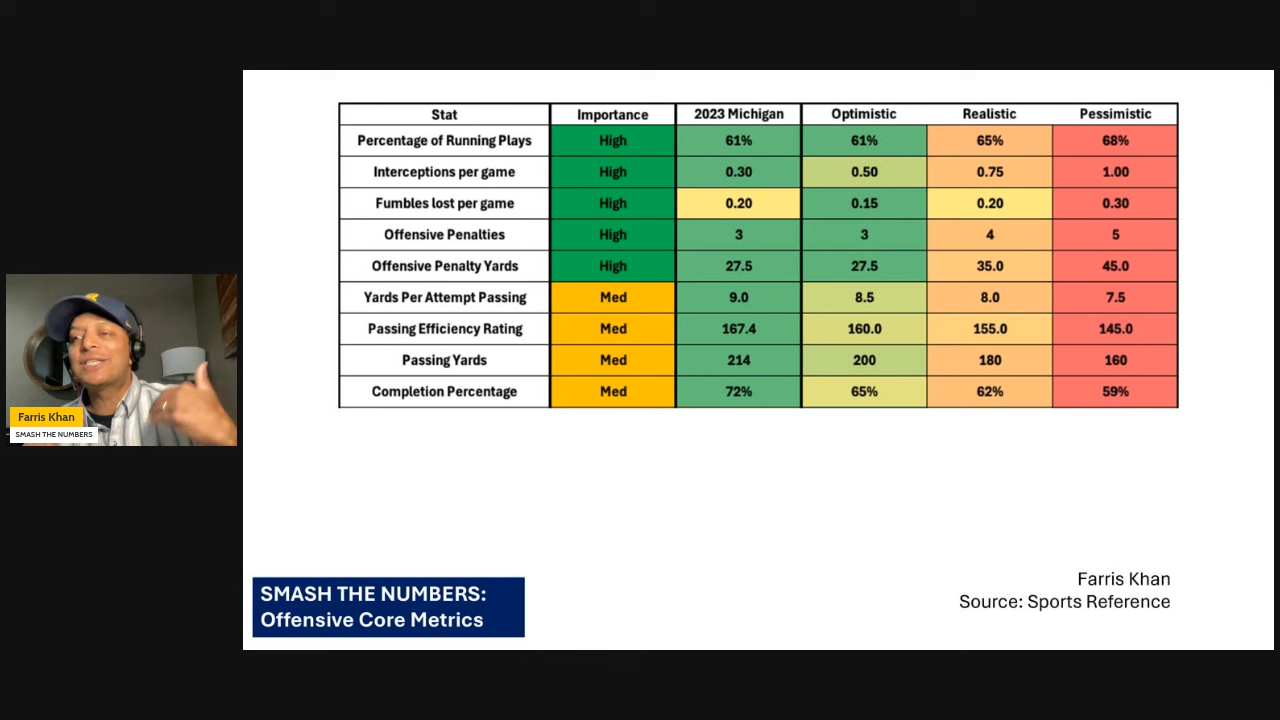 Stat Importance 2023 Michigan Optimistic Realistic Pessimistic
Percentage of Running Plays High 61% 61% 65% 68%
Interceptions per game High 0.30 0.50 0.75 1.00
Fumbles lost per game High 0.20 0.15 0.20 0.30
Offensive Penalties High 3 3 4 5
Offensive Penalty Yards High 27.5 27.5 35.0 45.0
Yards Per Attempt Passing Med 9.0 8.5 8.0 7.5
Passing Efficiency Rating Med 167.4 160.0 155.0 145.0
Passing Yards Med 214 200 180 160
Completion Percentage Med 72% 65% 62% 59%
Farris Khan
SMASH THE NUMBERS
SMASH THE NUMBERS:
Offensive Core Metrics
Farris Khan
Source: Sports Reference